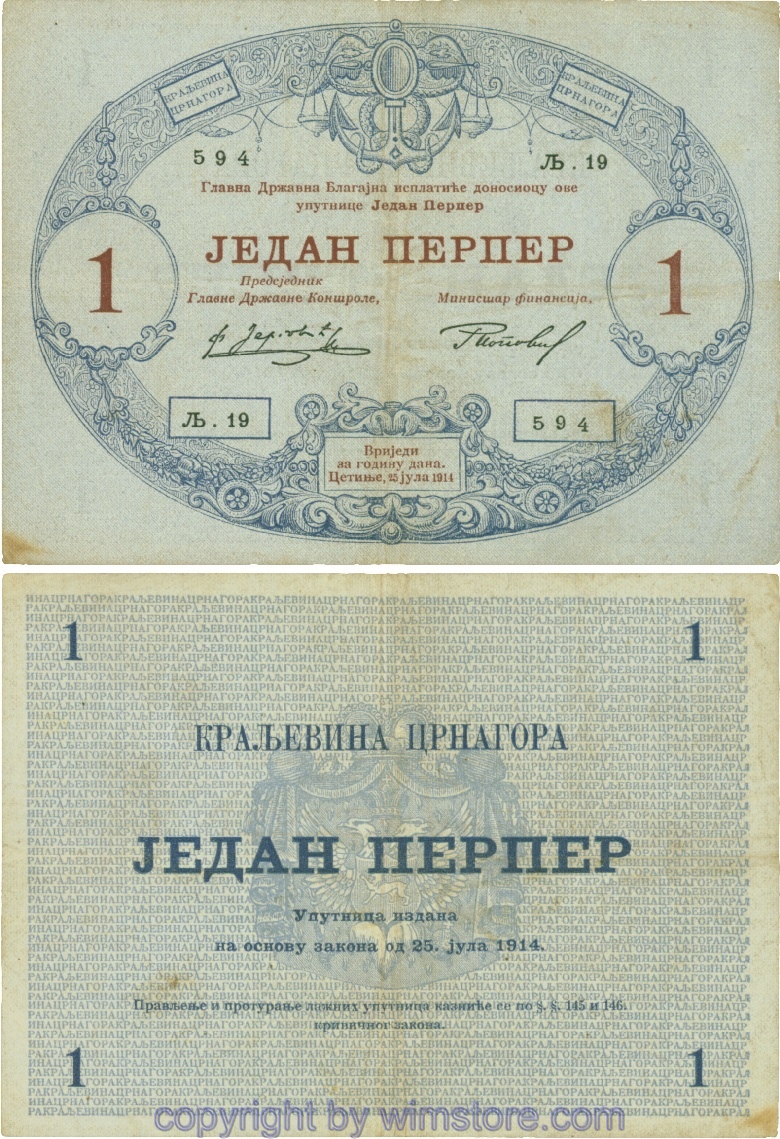 КРАЉЕВИНА
ЦРНАГОРА
КРАЉЕВИНА
ЦРНАГОРА
594
Љ. 19
Главна Државна Благајна исплатиће доносиоцу ове
упутнице Један Перпер
1
ЈЕДАН ПЕРПЕР
1
Предсједник
Главне Државне Контроле,
Министар финансија,
Љ. 19
594
Вриједи
за годину дана.
Цетиње, 25 јула 1914
1
1
КРАЉЕВИНА ЦРНАГОРА
ЈЕДАН ПЕРПЕР
Упутница издана
на основу закона од 25. јула 1914.
Прављење и протурање лажних упутница казниће се по §. §. 145 и 146.
кривичног закона.
1
1
copyright by wimstore.com